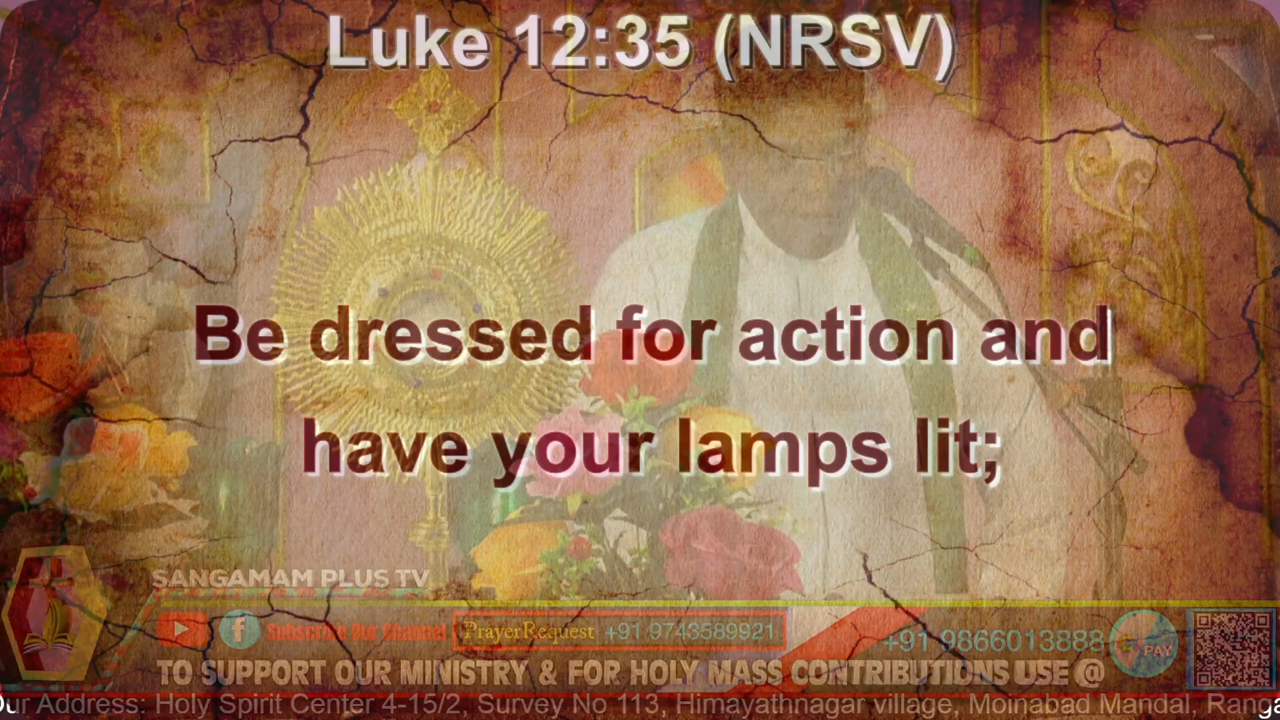 Luke 12:35 (NRSV)
Be dressed for action and
have your lamps lit;
SANGAMAM PLUS TV
Subscribe Our Channel
PrayerRequest +91 9743589921
+91 9866013888
PAY
TO SUPPORT OUR MINISTRY & FOR HOLY MASS CONTRIBUTIONS USE @
Our Address: Holy Spirit Center 4-15/2, Survey No 113, Himayathnagar village, Moinabad Mandal, Ranga